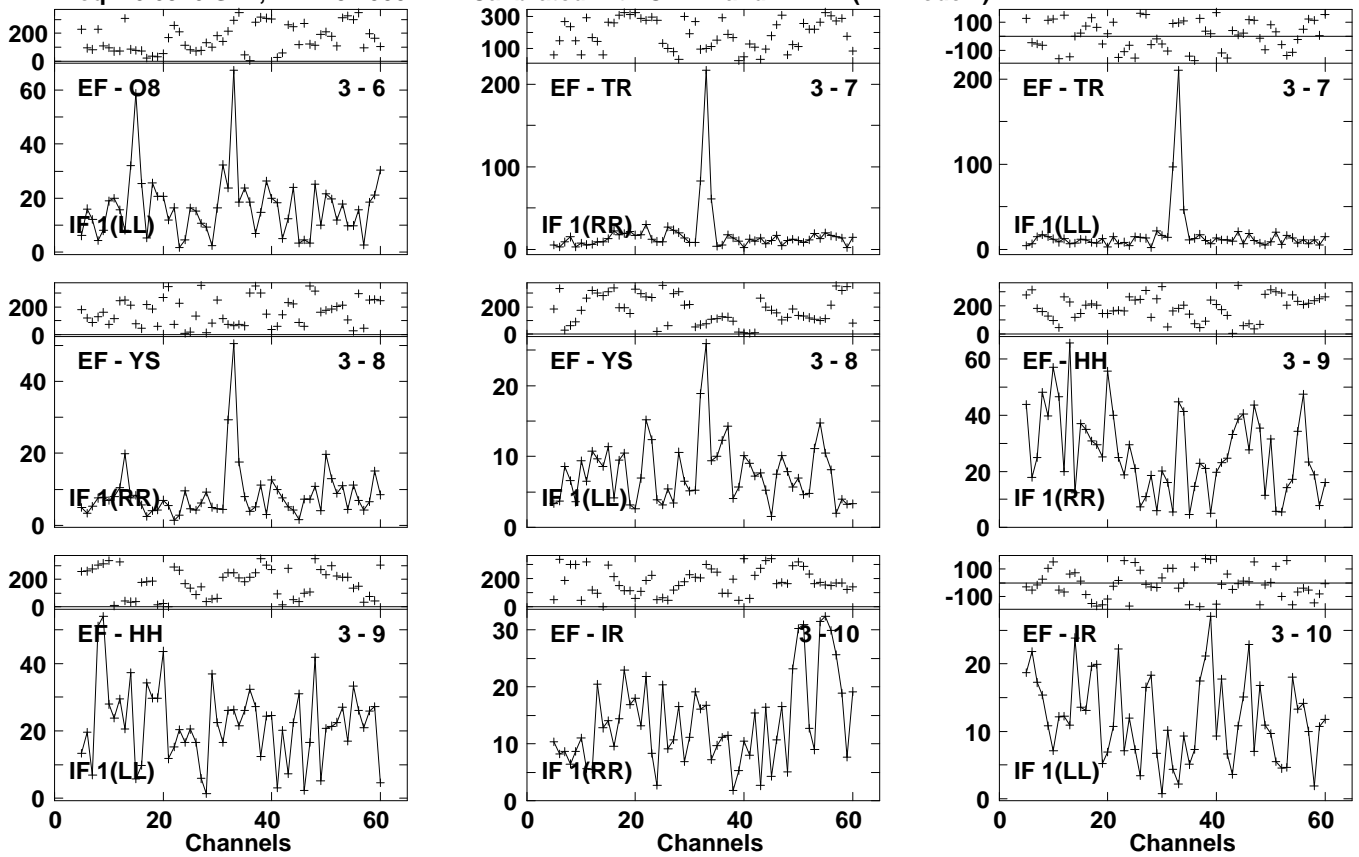 200
0
300
100
100
-100
EF - O8 3 - 6
EF - TR 3 - 7
EF - TR 3 - 7
60
40
20
0
200
100
0
200
100
0
IF 1(LL)
IF 1(RR)
IF 1(LL)
200
0
200
0
200
0
EF - YS 3 - 8
EF - YS 3 - 8
EF - HH 3 - 9
40
20
0
20
10
0
60
40
20
0
IF 1(RR)
IF 1(LL)
IF 1(RR)
200
0
200
0
100
-100
EF - HH 3 - 9
EF - IR 3 - 10
EF - IR 3 - 10
40
20
0
30
20
10
0
20
10
0
IF 1(LL)
IF 1(RR)
IF 1(LL)
0 20 40 60
0 20 40 60
0 20 40 60
Channels
Channels
Channels